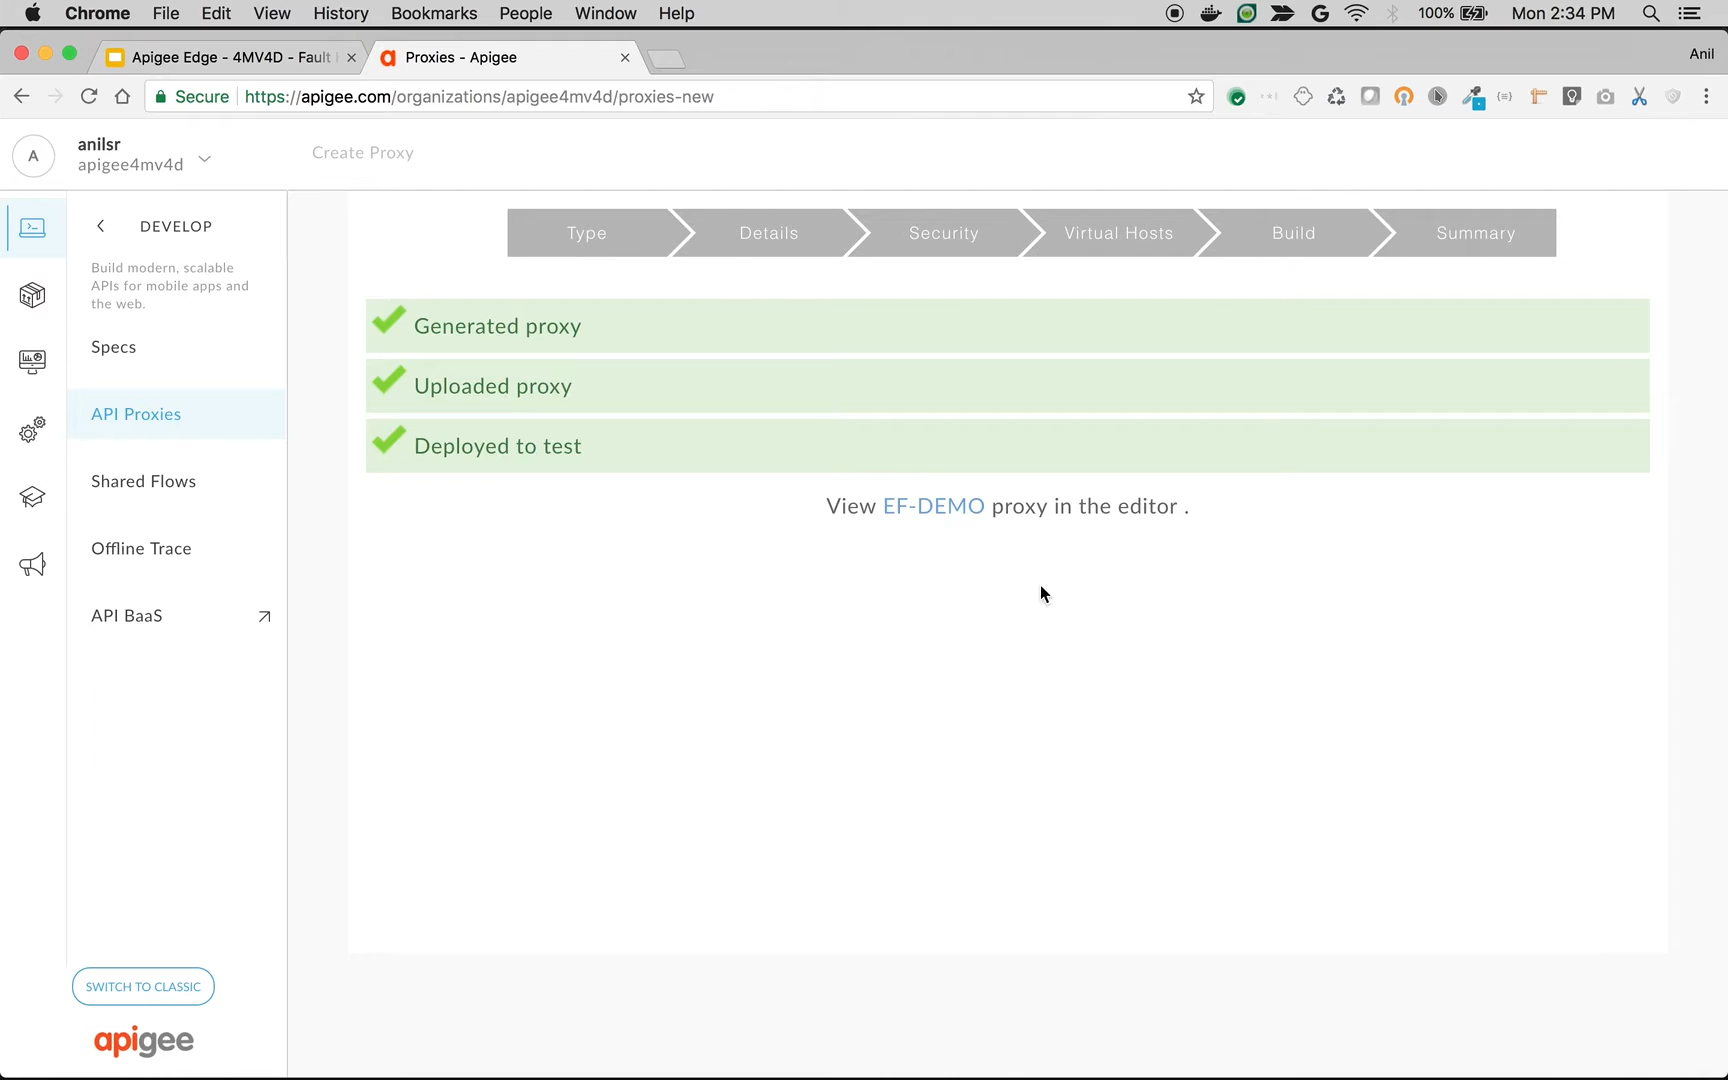 Chrome File Edit View History Bookmarks People Window Help 100% Mon 2:34 PM
Apigee Edge - 4MV4D - Fault Proxies - Apigee Anil
Secure https://apigee.com/organizations/apigee4mv4d/proxies-new
A
anilsr
apigee4mv4d
Create Proxy
DEVELOP
Build modern, scalable
APIs for mobile apps and
the web.
Specs
API Proxies
Shared Flows
Offline Trace
API BaaS
SWITCH TO CLASSIC
apigee
Type Details Security Virtual Hosts Build Summary
Generated proxy
Uploaded proxy
Deployed to test
View EF-DEMO proxy in the editor .